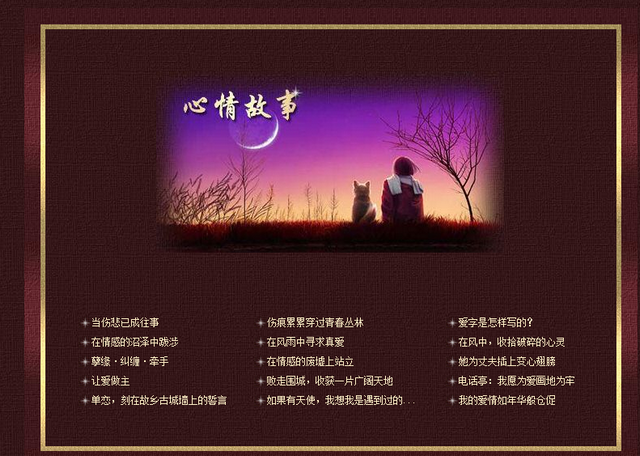 心情故事
当伤悲已成往事
伤痕累累穿过青春丛林
爱字是怎样写的?
在情感的沼泽中跋涉
在风雨中寻求真爱
在风中，收拾破碎的心灵
孽缘·纠缠·牵手
在情感的废墟上站立
她为丈夫插上变心翅膀
让爱做主
败走围城，收获一片广阔天地
电话亭：我愿为爱画地为牢
单恋，刻在故乡古城墙上的誓言
如果有天使，我想我是遇到过的...
我的爱情如年华般仓促